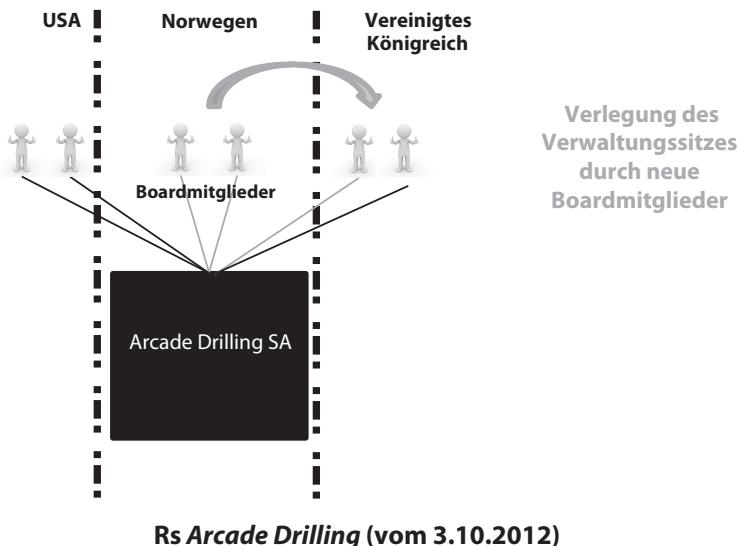 USA
Norwegen
Vereinigtes
Königreich
Verlegung des
Verwaltungssitzes
durch neue
Boardmitglieder
Boardmitglieder
Arcade Drilling SA
Rs Arcade Drilling (vom 3.10.2012)